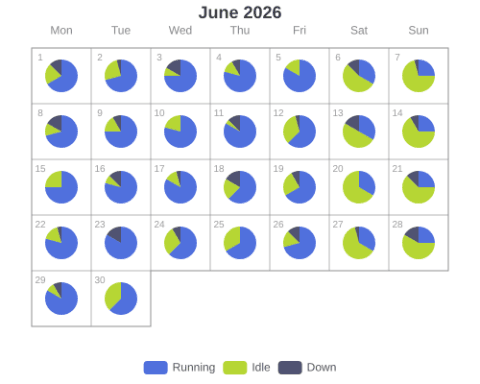 June 2026
Mon Tue Wed Thu Fri Sat Sun
1 2 3 4 5 6 7
8 9 10 11 12 13 14
15 16 17 18 19 20 21
22 23 24 25 26 27 28
29 30
Running Idle Down